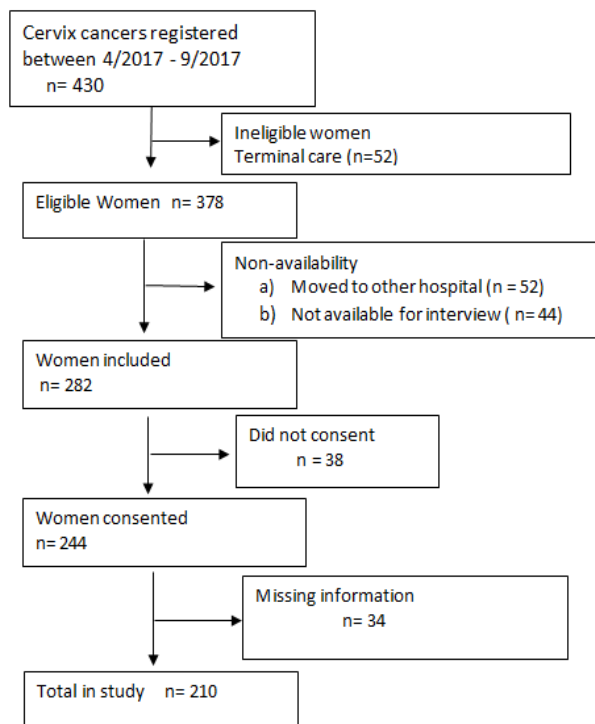 Cervix cancers registered
between 4/2017 - 9/2017
n= 430
Ineligible women
Terminal care (n=52)
Eligible Women n= 378
Non-availability
a) Moved to other hospital (n = 52)
b) Not available for interview ( n= 44)
Women included
n= 282
Did not consent
n = 38
Women consented
n= 244
Missing information
n= 34
Total in study n= 210